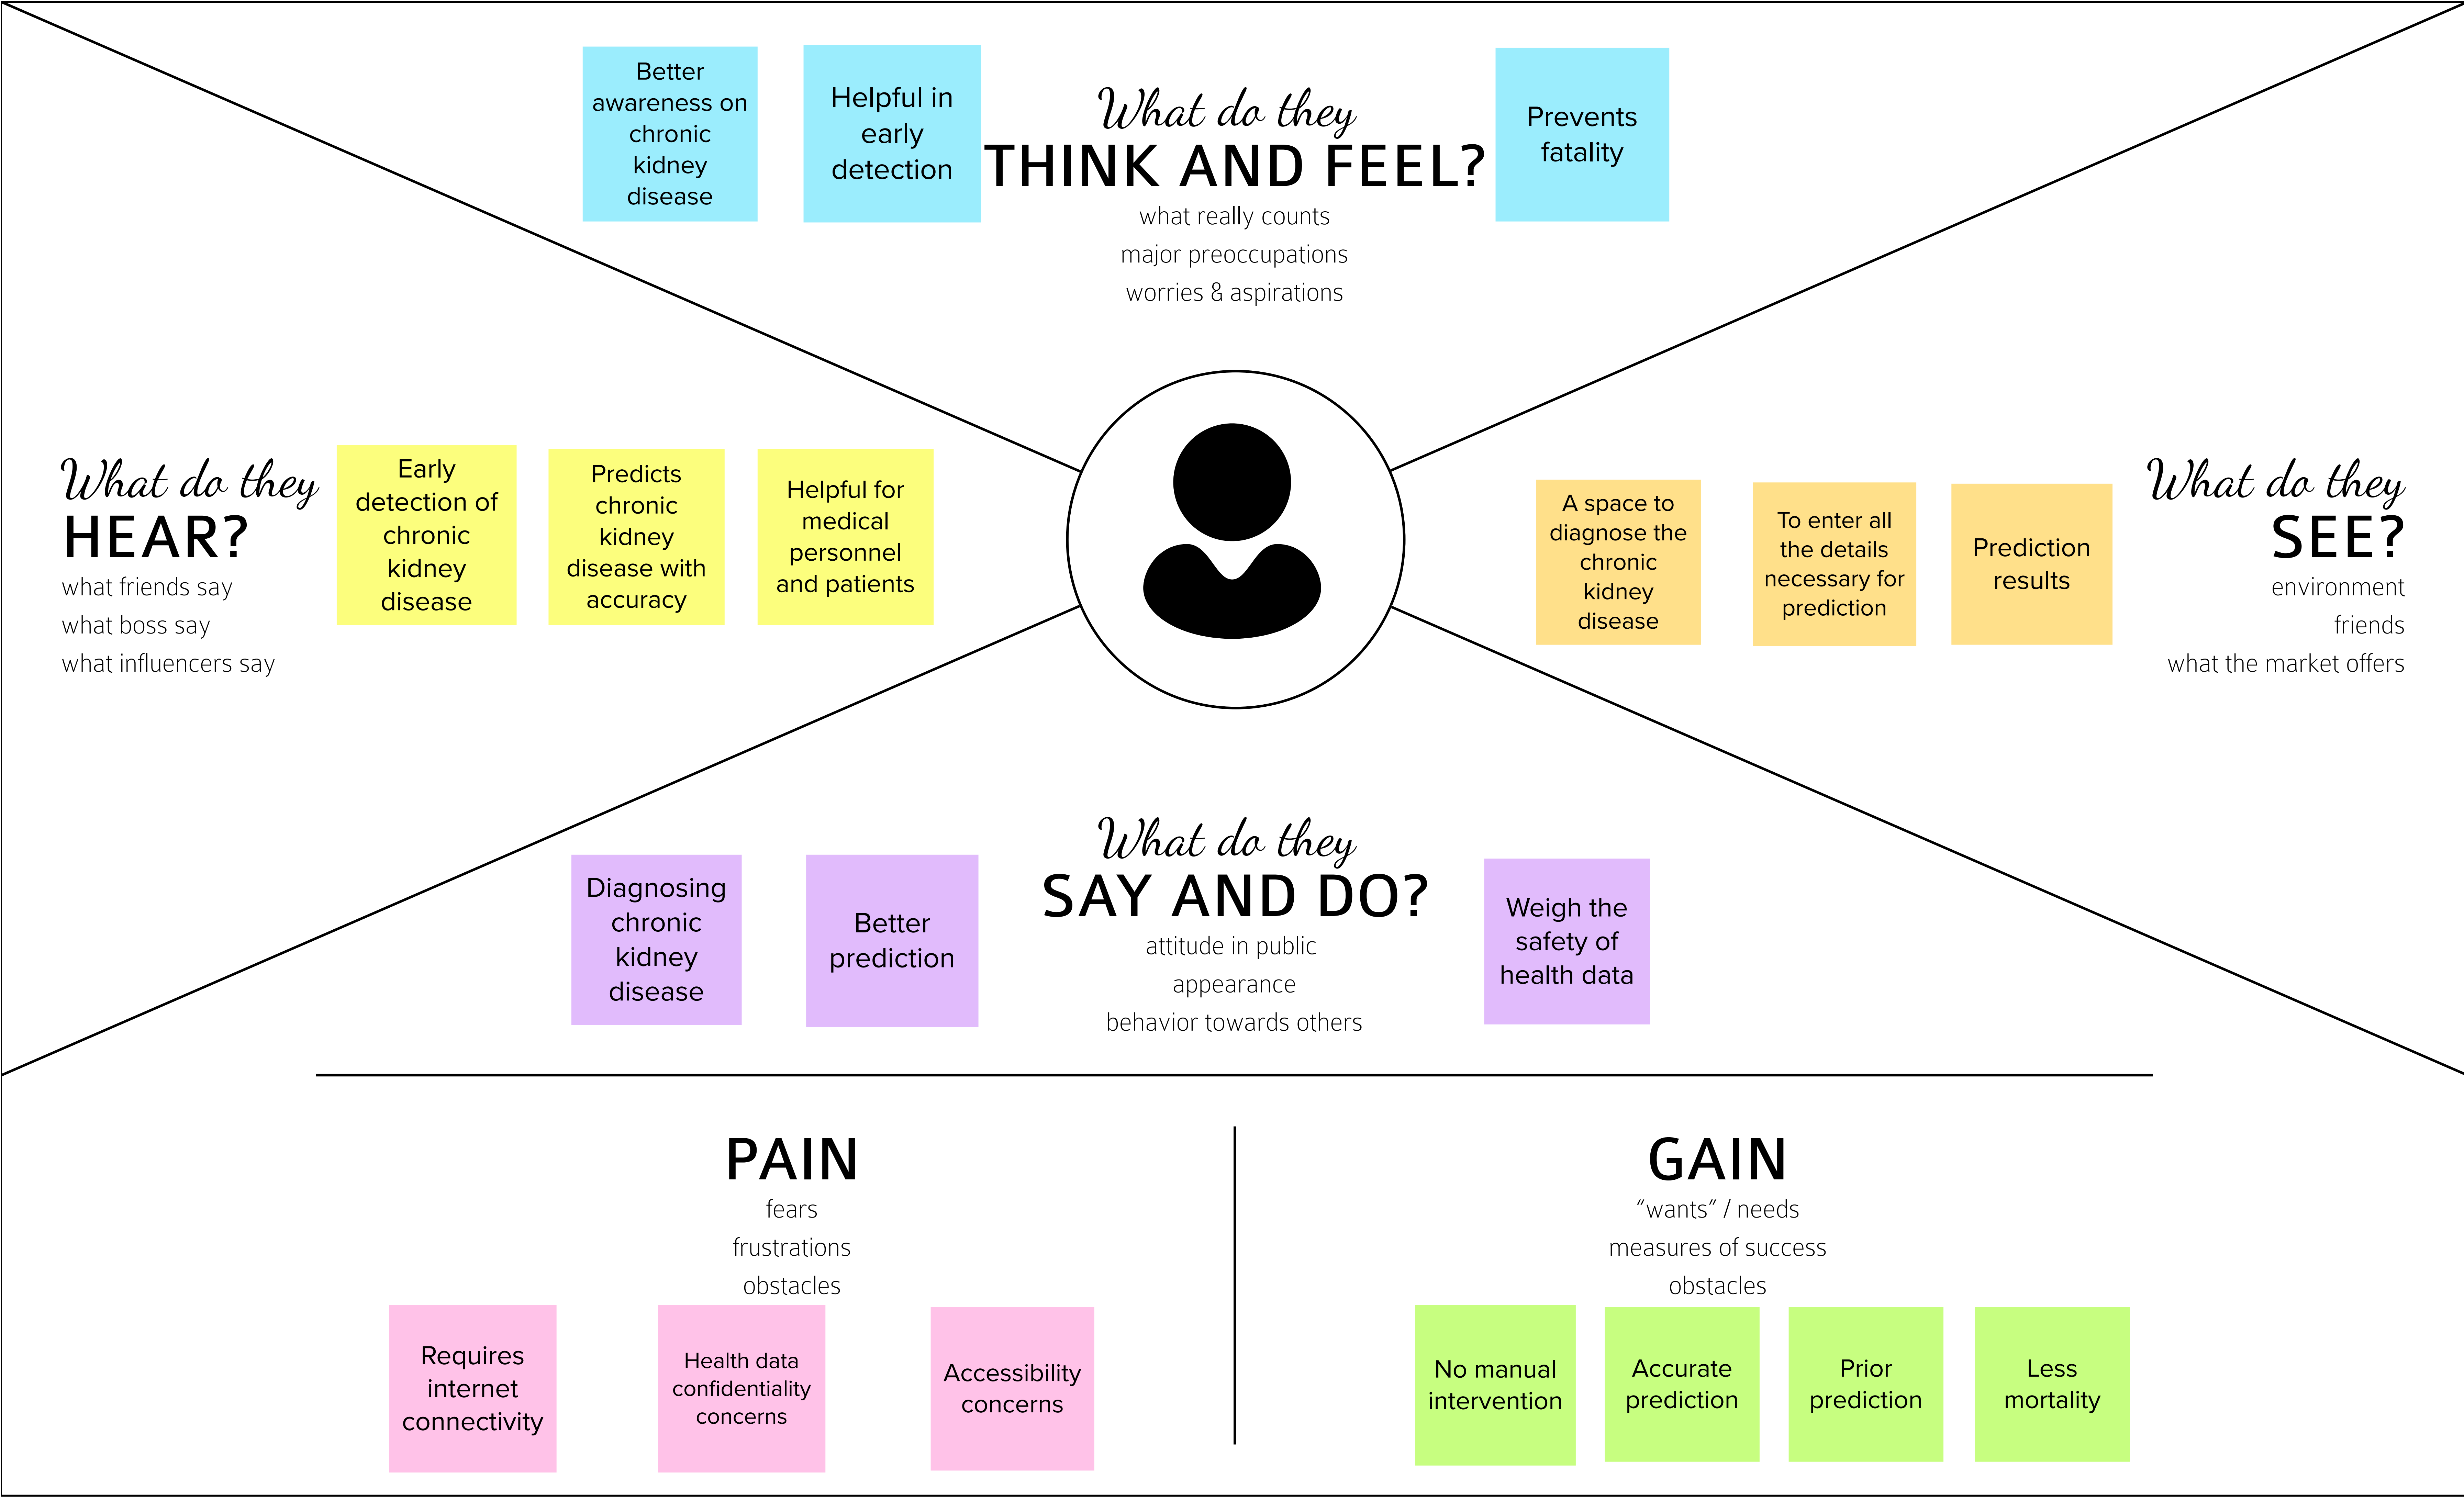 Better
awareness on
chronic
kidney
disease
Helpful in
early
detection
What do they
THINK AND FEEL?
what really counts
major preoccupations
worries & aspirations
Prevents
fatality
What do they
HEAR?
what friends say
what boss say
what influencers say
Early
detection of
chronic
kidney
disease
Predicts
chronic
kidney
disease with
accuracy
Helpful for
medical
personnel
and patients
A space to
diagnose the
chronic
kidney
disease
To enter all
the details
necessary for
prediction
Prediction
results
What do they
SEE?
environment
friends
what the market offers
Diagnosing
chronic
kidney
disease
Better
prediction
What do they
SAY AND DO?
attitude in public
appearance
behavior towards others
Weigh the
safety of
health data
PAIN
fears
frustrations
obstacles
Requires
internet
connectivity
Health data
confidentiality
concerns
Accessibility
concerns
GAIN
“wants” / needs
measures of success
obstacles
No manual
intervention
Accurate
prediction
Prior
prediction
Less
mortality